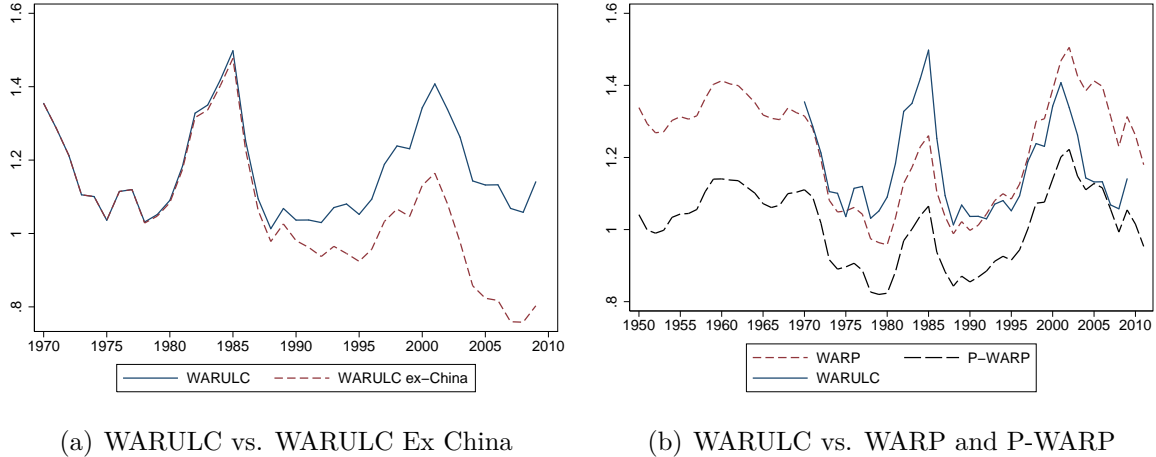 1.6
1.4
1.2
1
.8
1970 1975 1980 1985 1990 1995 2000 2005 2010
WARULC WARULC ex−China
(a) WARULC vs. WARULC Ex China
1.6
1.4
1.2
1
.8
1950 1955 1960 1965 1970 1975 1980 1985 1990 1995 2000 2005 2010
WARP P−WARP
WARULC
(b) WARULC vs. WARP and P-WARP